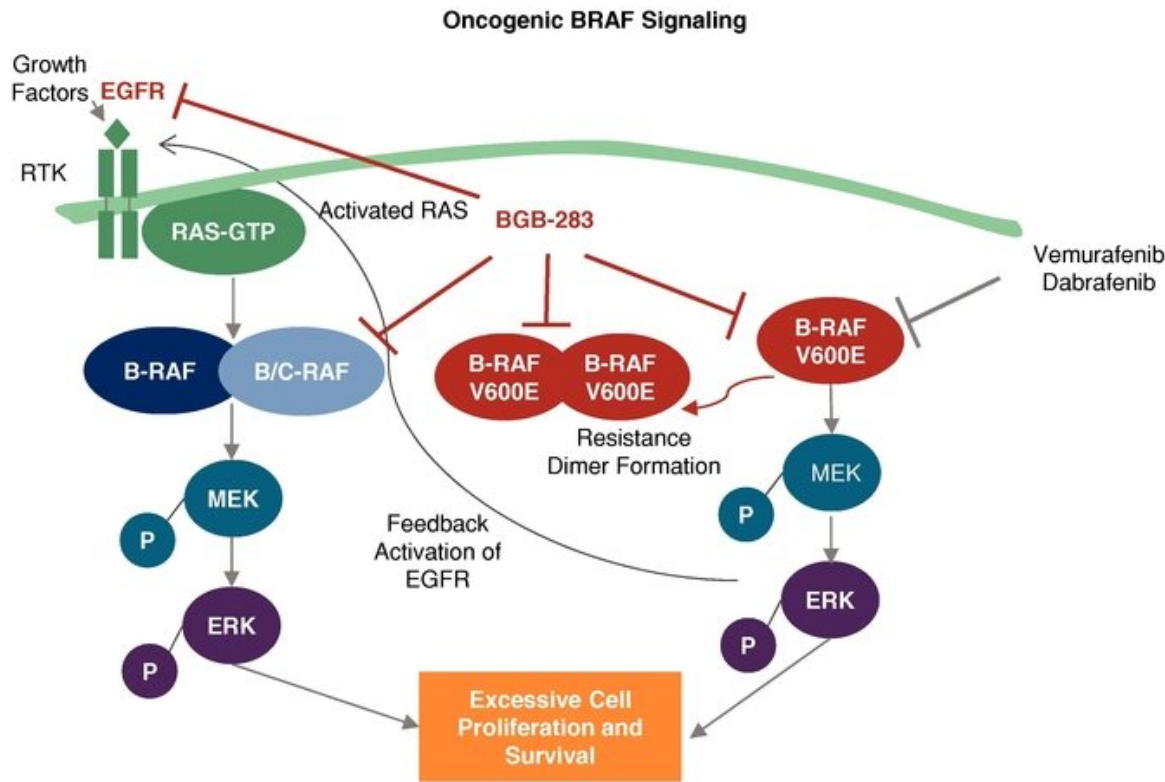 Oncogenic BRAF Signaling
Growth
Factors
EGFR
RTK
RAS-GTP
Activated RAS
BGB-283
Vemurafenib
Dabrafenib
B-RAF
B/C-RAF
B-RAF
V600E
B-RAF
V600E
B-RAF
V600E
Resistance
Dimer Formation
MEK
P
MEK
P
Feedback
Activation of
EGFR
ERK
P
ERK
P
Excessive Cell
Proliferation and
Survival